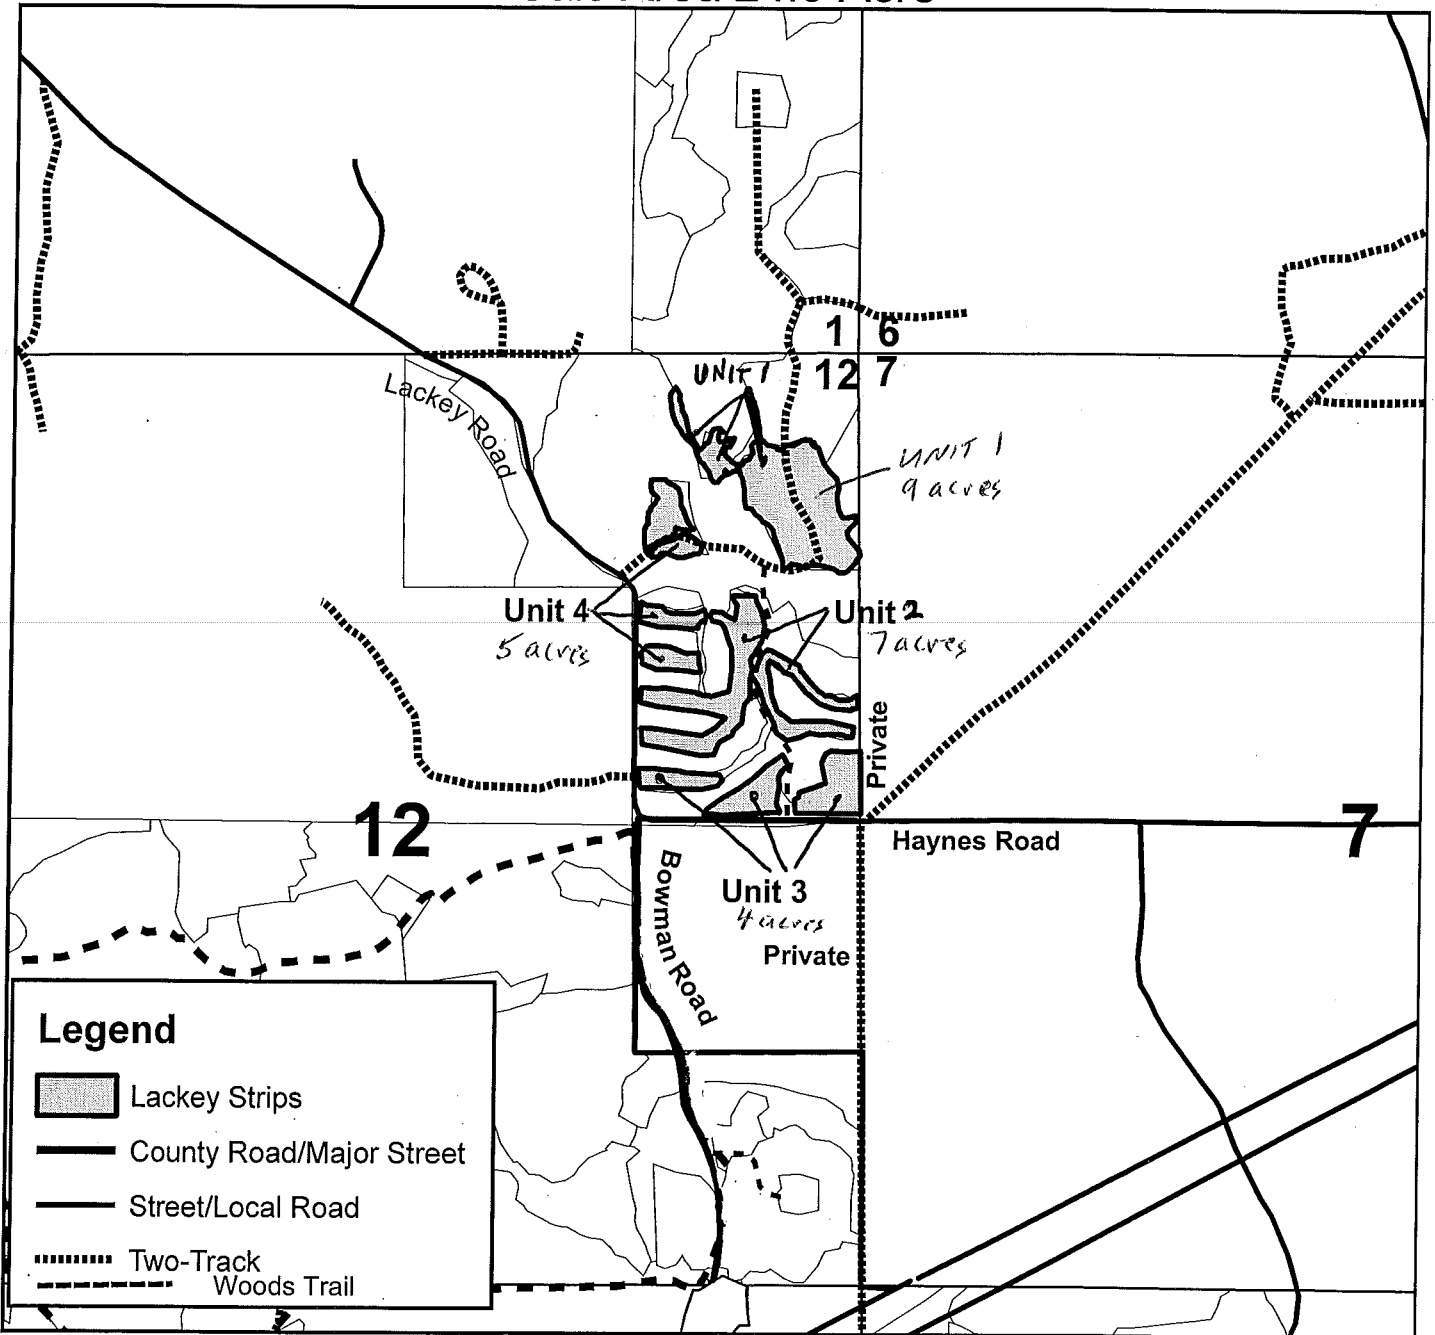 1 6
12 7
UNIT 1
Lackey Road
UNIT 1
9 acres
Unit 4
5 acres
Unit 2
7 acres
Private
12
7
Haynes Road
Bowman Road
Unit 3
4 acres
Private
Legend
Lackey Strips
County Road/Major Street
Street/Local Road
Two-Track
Woods Trail